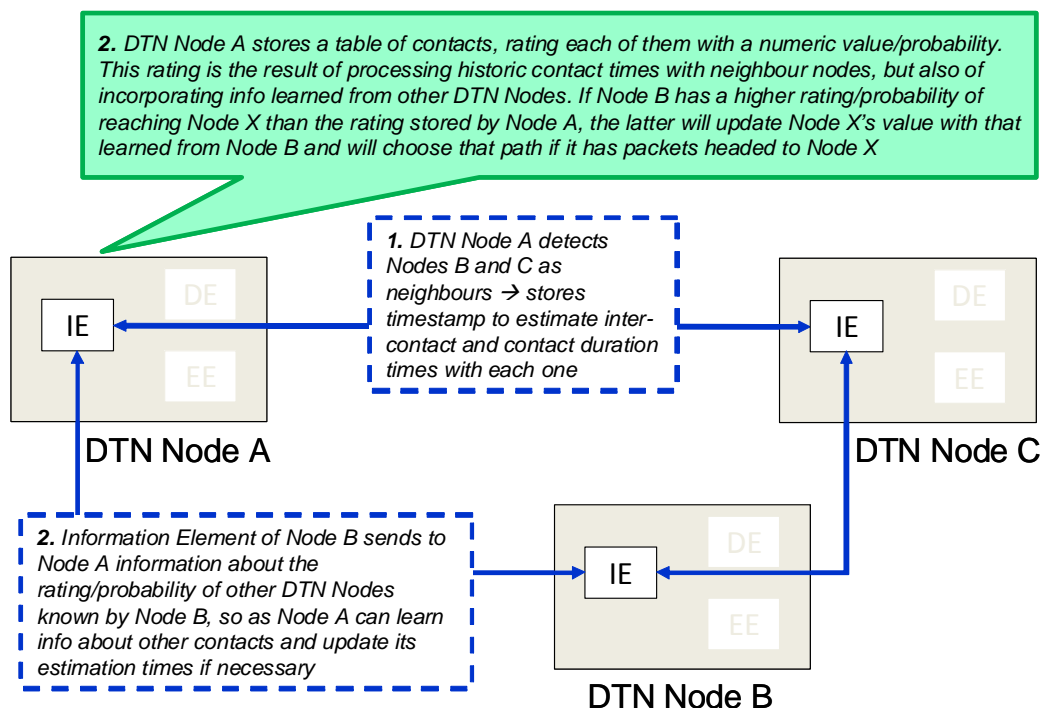 2. DTN Node A stores a table of contacts, rating each of them with a numeric value/probability.
This rating is the result of processing historic contact times with neighbour nodes, but also of
incorporating info learned from other DTN Nodes. If Node B has a higher rating/probability of
reaching Node X than the rating stored by Node A, the latter will update Node X's value with that
learned from Node B and will choose that path if it has packets headed to Node X
1. DTN Node A detects
Nodes B and C as
neighbours → stores
timestamp to estimate inter-
contact and contact duration
times with each one
DE
IE
EE
DTN Node A
DE
IE
EE
DTN Node C
2. Information Element of Node B sends to
Node A information about the
rating/probability of other DTN Nodes
known by Node B, so as Node A can learn
info about other contacts and update its
estimation times if necessary
DE
IE
EE
DTN Node B